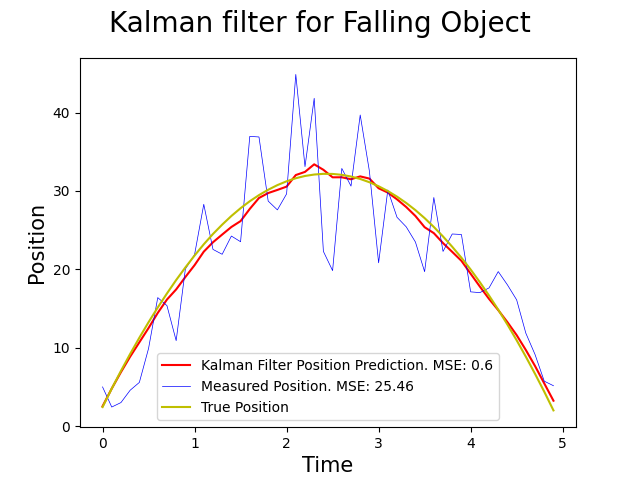 Kalman filter for Falling Object
Position
40
30
20
10
0
Kalman Filter Position Prediction. MSE: 0.6
Measured Position. MSE: 25.46
True Position
0 1 2 3 4 5
Time